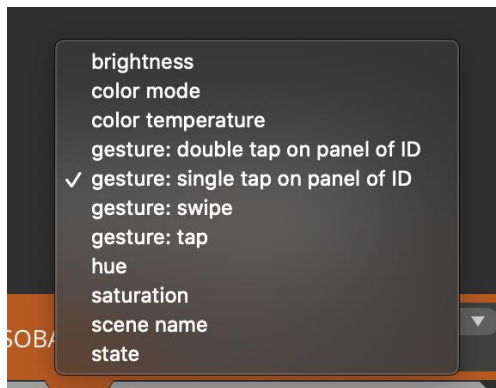 brightness
color mode
color temperature
gesture: double tap on panel of ID
✓ gesture: single tap on panel of ID
gesture: swipe
gesture: tap
hue
saturation
scene name
SOBA
state